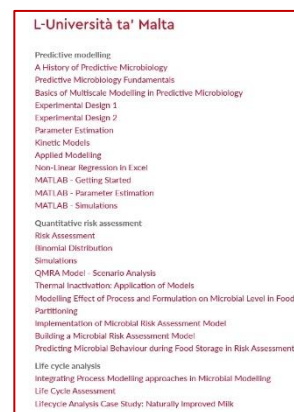 L-Università ta' Malta
Predictive modelling
A History of Predictive Microbiology
Predictive Microbiology Fundamentals
Basics of Multiscale Modelling in Predictive Microbiology
Experimental Design 1
Experimental Design 2
Parameter Estimation
Kinetic Models
Applied Modelling
Non-Linear Regression in Excel
MATLAB - Getting Started
MATLAB - Parameter Estimation
MATLAB - Simulations
Quantitative risk assessment
Risk Assessment
Binomial Distribution
Simulations
QMRA Model - Scenario Analysis
Thermal Inactivation: Application of Models
Modelling Effect of Process and Formulation on Microbial Level in Food
Partitioning
Implementation of Microbial Risk Assessment Model
Building a Microbial Risk Assessment Model
Predicting Microbial Behaviour during Food Storage in Risk Assessment
Life cycle analysis
Integrating Process Modelling approaches in Microbial Modelling
Life Cycle Assessment
Lifecycle Analysis Case Study: Naturally Improved Milk